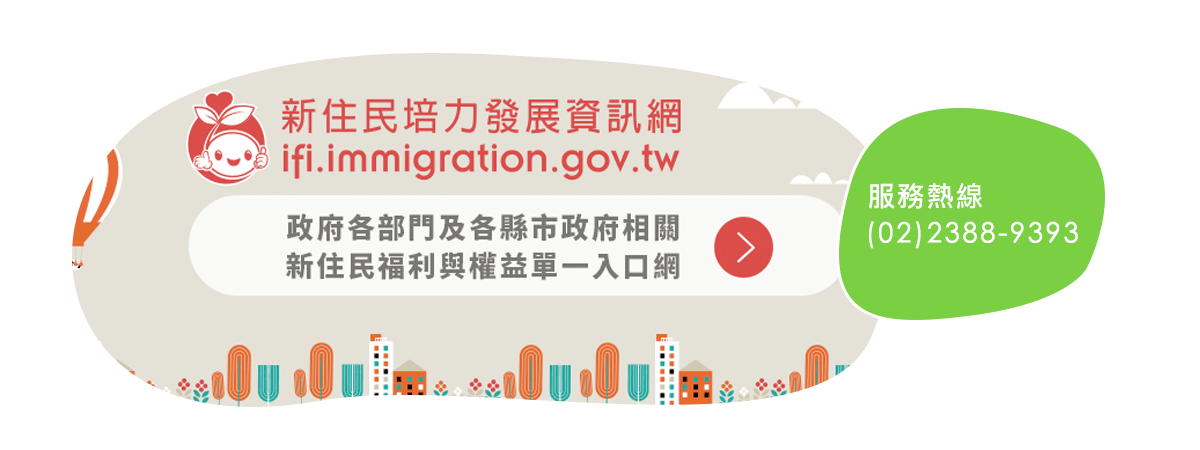 新住民培力發展資訊網
ifi.immigration.gov.tw
政府各部門及各縣市政府相關
新住民福利與權益單一入口網
服務熱線
(02)2388-9393